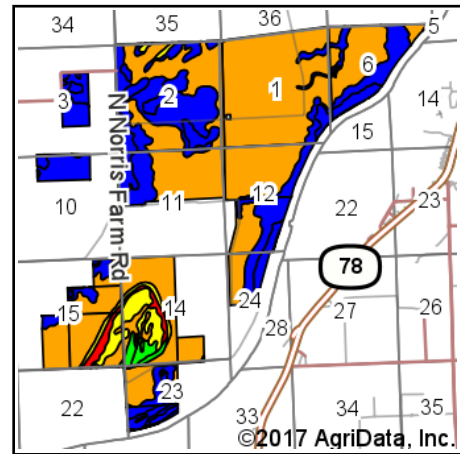 34 35 36 5
3 2 1 6 14
15
N Norris Farm Rd
10 11 12 22 23
78
15 14 24 28 27 26
22 23 33 34 35
©2017 AgriData, Inc.